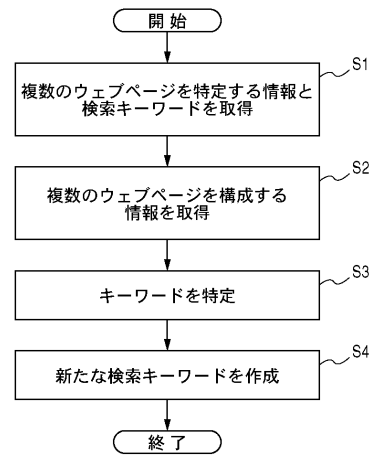 開始
S1
複数のウェブページを特定する情報と
検索キーワードを取得
S2
複数のウェブページを構成する
情報を取得
S3
キーワードを特定
S4
新たな検索キーワードを作成
終了